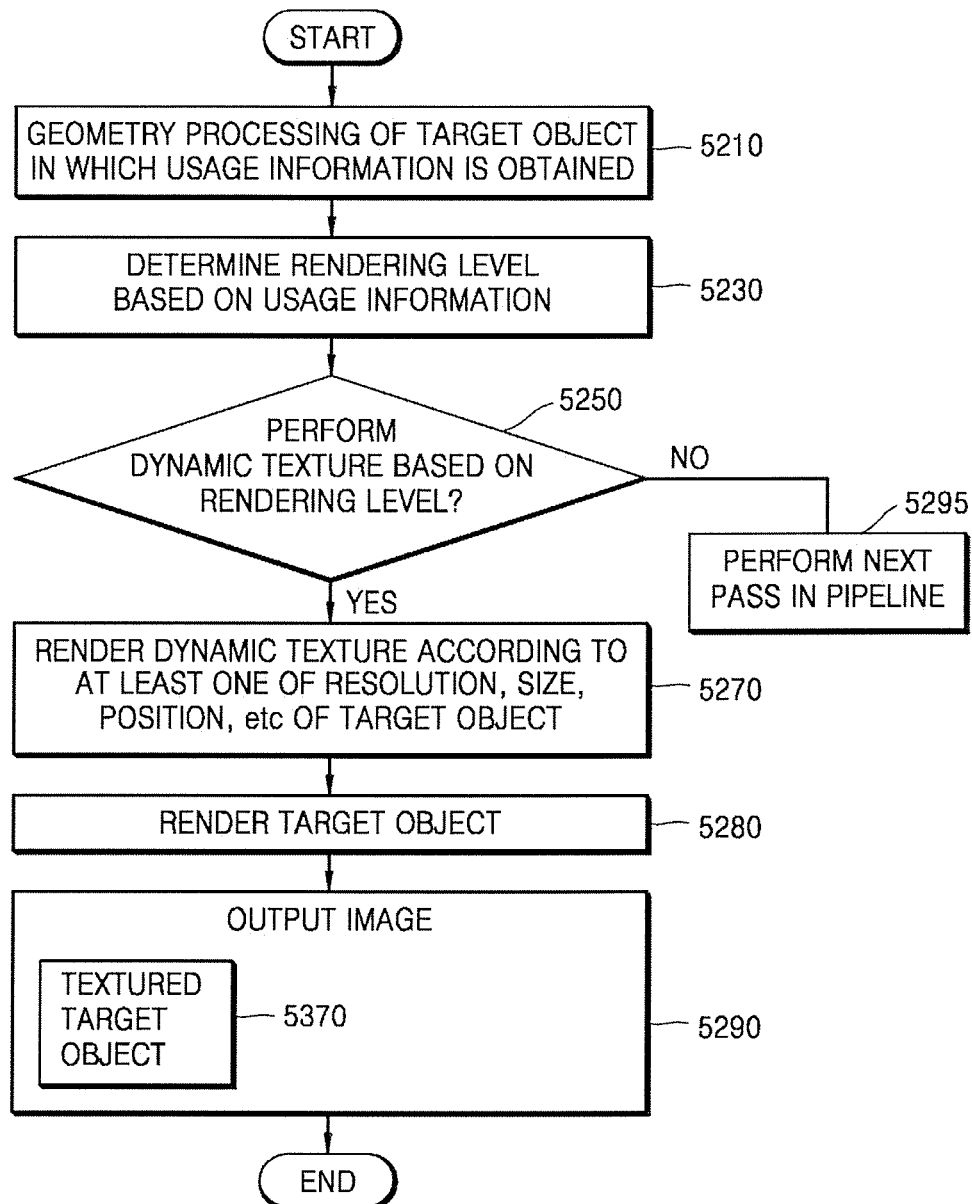 START
GEOMETRY PROCESSING OF TARGET OBJECT
IN WHICH USAGE INFORMATION IS OBTAINED
5210
DETERMINE RENDERING LEVEL
BASED ON USAGE INFORMATION
5230
5250
PERFORM
DYNAMIC TEXTURE BASED ON
RENDERING LEVEL?
NO
5295
PERFORM NEXT
PASS IN PIPELINE
YES
RENDER DYNAMIC TEXTURE ACCORDING TO
AT LEAST ONE OF RESOLUTION, SIZE,
POSITION, etc OF TARGET OBJECT
5270
RENDER TARGET OBJECT
5280
OUTPUT IMAGE
TEXTURED
TARGET
OBJECT
5370
5290
END